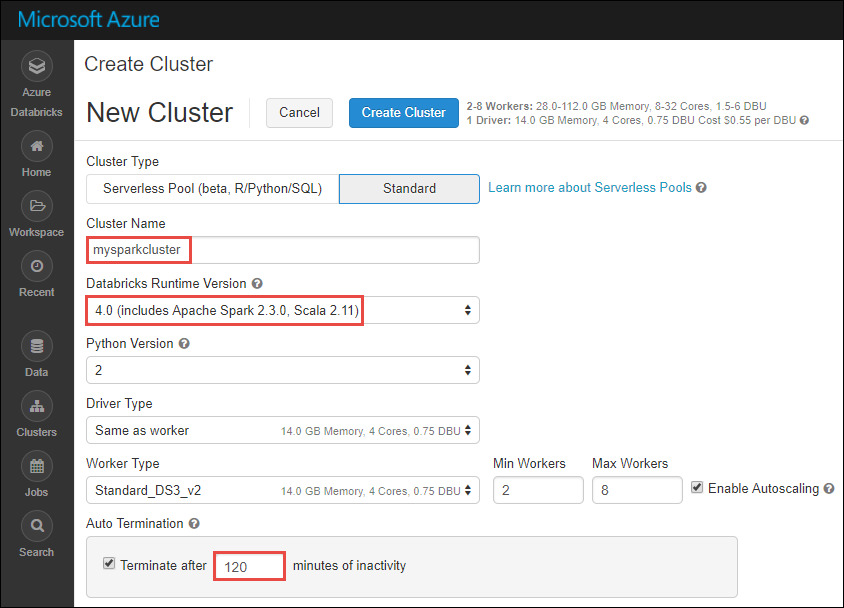 Microsoft Azure
Azure
Databricks
Home
Workspace
Recent
Data
Clusters
Jobs
Search
Create Cluster
New Cluster
Cancel
Create Cluster
2-8 Workers: 28.0-112.0 GB Memory, 8-32 Cores, 1.5-6 DBU
1 Driver: 14.0 GB Memory, 4 Cores, 0.75 DBU Cost $0.55 per DBU ?
Cluster Type
Serverless Pool (beta, R/Python/SQL)
Standard
Learn more about Serverless Pools ?
Cluster Name
mysparkcluster
Databricks Runtime Version ?
4.0 (includes Apache Spark 2.3.0, Scala 2.11)
Python Version ?
2
Driver Type
Same as worker 14.0 GB Memory, 4 Cores, 0.75 DBU
Worker Type Min Workers Max Workers
Standard_DS3_v2 14.0 GB Memory, 4 Cores, 0.75 DBU 2 8 Enable Autoscaling ?
Auto Termination ?
Terminate after 120 minutes of inactivity